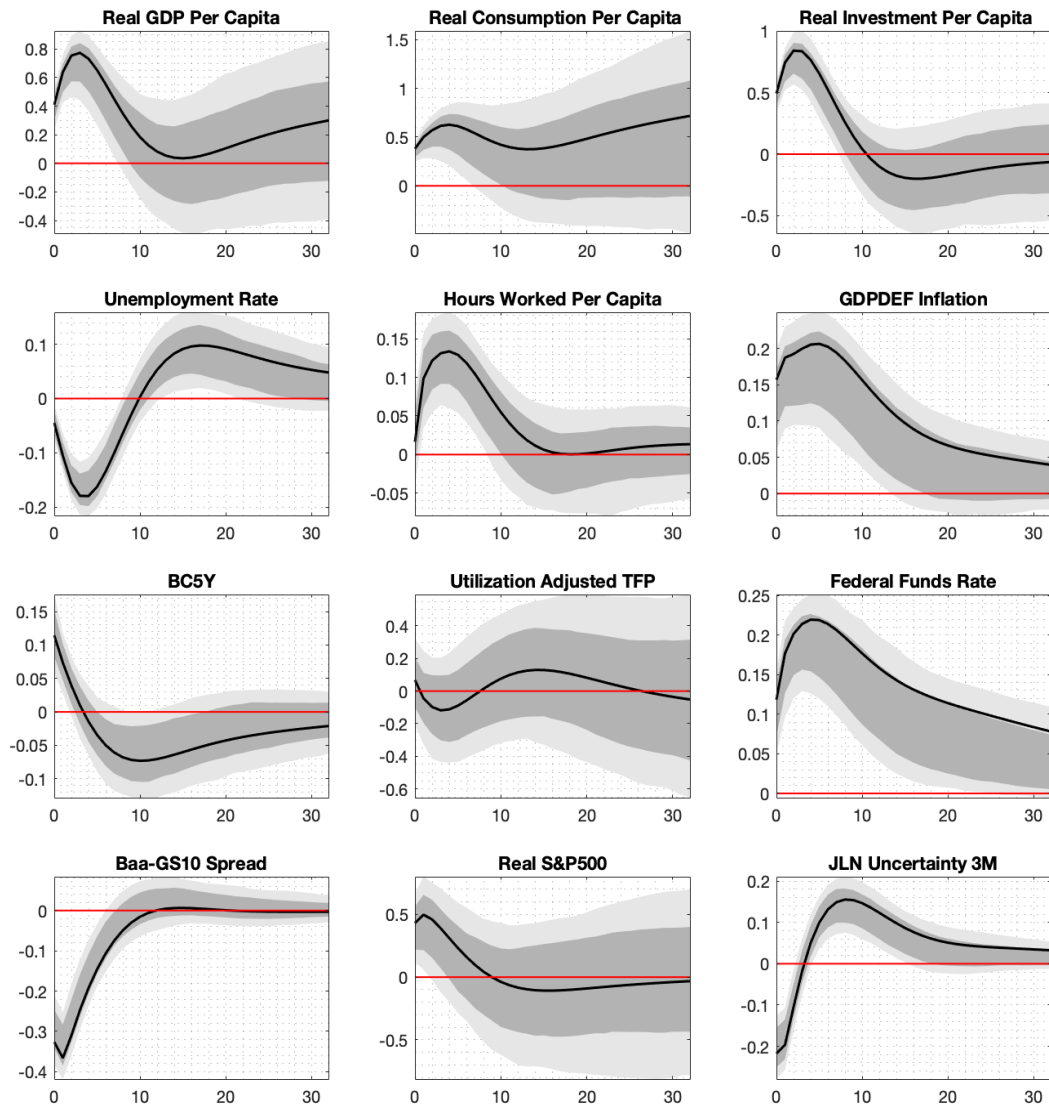 Real GDP Per Capita
0.8
0.6
0.4
0.2
0
-0.2
-0.4
0 10 20 30
Real Consumption Per Capita
1.5
1
0.5
0
0 10 20 30
Real Investment Per Capita
1
0.5
0
-0.5
0 10 20 30
Unemployment Rate
0.1
0
-0.1
-0.2
0 10 20 30
Hours Worked Per Capita
0.15
0.1
0.05
0
-0.05
0 10 20 30
GDPDEF Inflation
0.2
0.15
0.1
0.05
0
0 10 20 30
BC5Y
0.15
0.1
0.05
0
-0.05
-0.1
0 10 20 30
Utilization Adjusted TFP
0.4
0.2
0
-0.2
-0.4
-0.6
0 10 20 30
Federal Funds Rate
0.25
0.2
0.15
0.1
0.05
0
0 10 20 30
Baa-GS10 Spread
0
-0.1
-0.2
-0.3
-0.4
0 10 20 30
Real S&P500
0.5
0
-0.5
0 10 20 30
JLN Uncertainty 3M
0.2
0.1
0
-0.1
-0.2
0 10 20 30